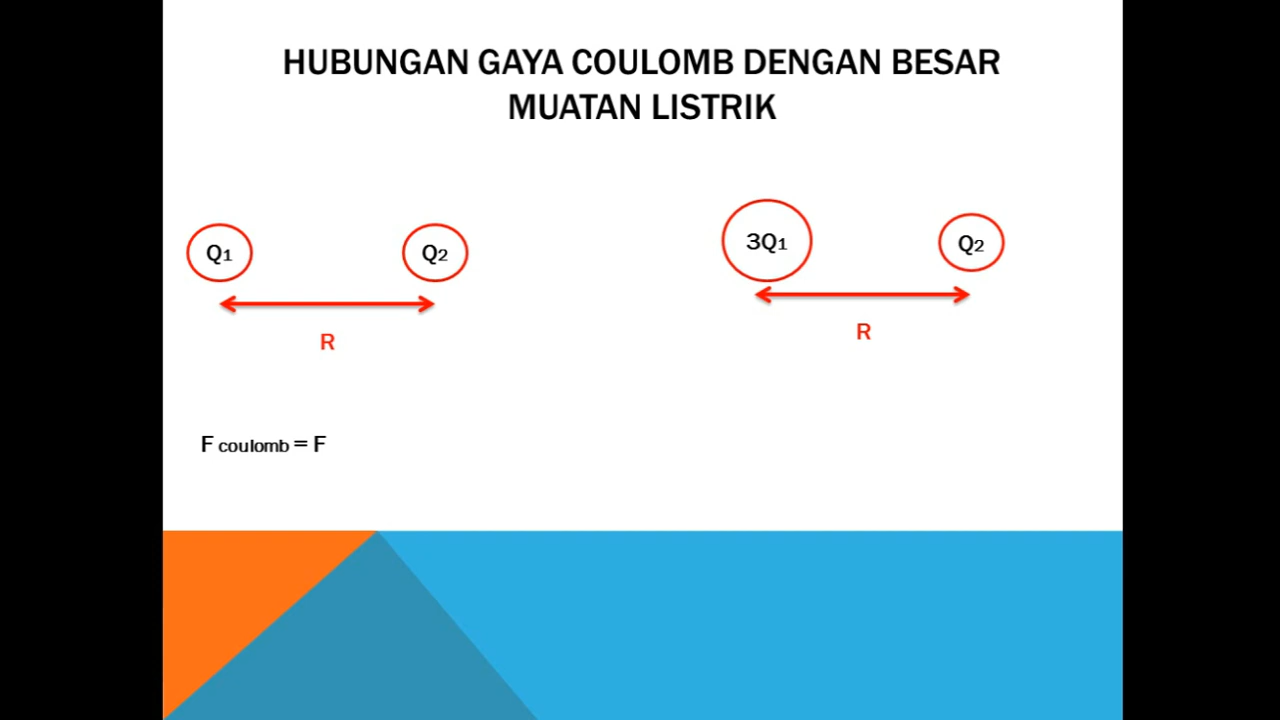 HUBUNGAN GAYA COULOMB DENGAN BESAR
MUATAN LISTRIK
Q1
Q2
R
3Q1
Q2
R
F coulomb = F